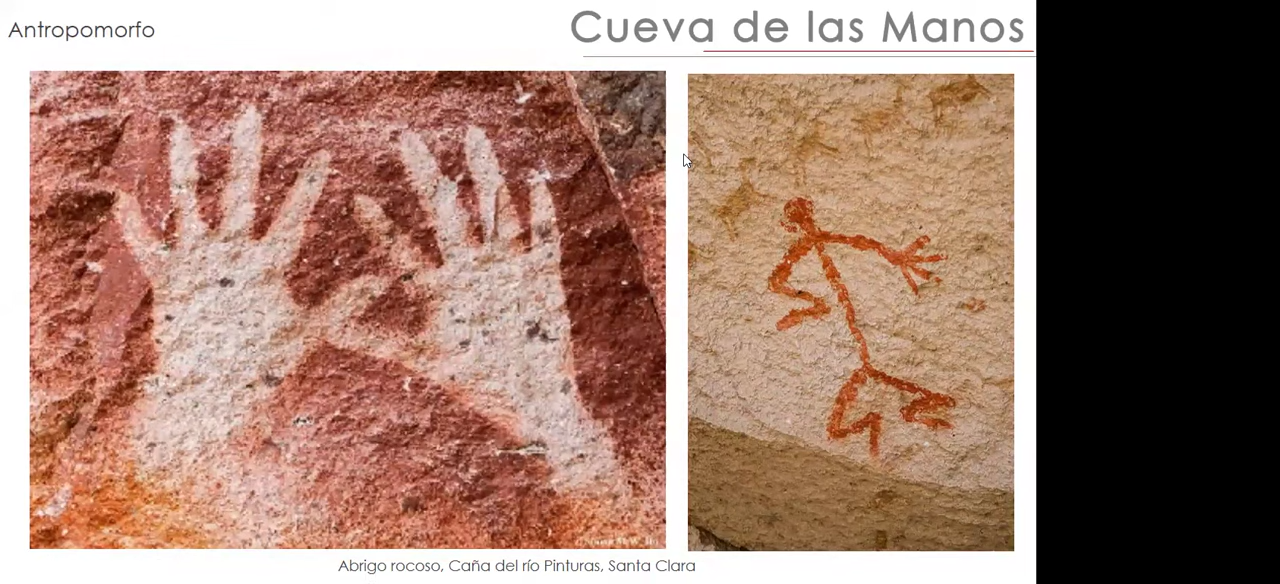 Antropomorfo
Cueva de las Manos
Abrigo rocoso, Caña del río Pinturas, Santa Clara